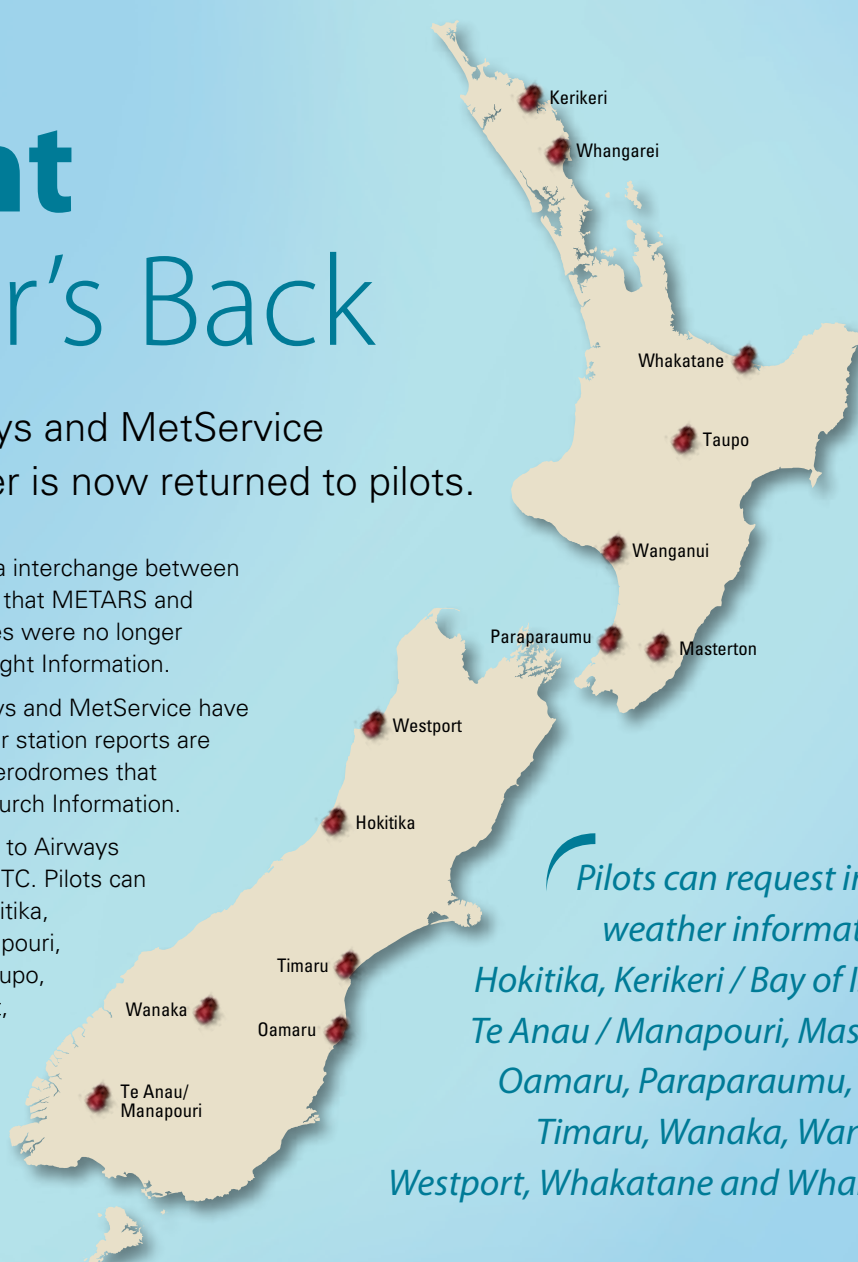 nt
r’s Back
ys and MetService
er is now returned to pilots.
a interchange between
that METARS and
es were no longer
ght Information.
ys and MetService have
r station reports are
erodromes that
urch Information.
to Airways
TC. Pilots can
itika,
pouri,
upo,
t,
Kerikeri
Whangarei
Whakatane
Taupo
Wanganui
Paraparaumu
Masterton
Westport
Hokitika
Timaru
Wanaka
Oamaru
Te Anau/
Manapouri
Pilots can request in
weather informat
Hokitika, Kerikeri / Bay of I
Te Anau / Manapouri, Mas
Oamaru, Paraparaumu,
Timaru, Wanaka, Wan
Westport, Whakatane and Whan